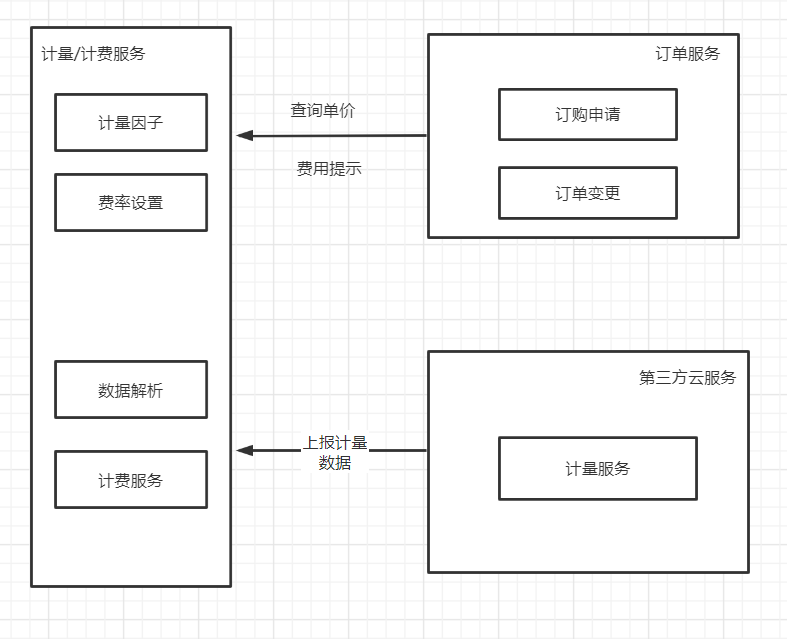 计量/计费服务
计量因子
费率设置
数据解析
计费服务
查询单价
费用提示
上报计量
数据
订单服务
订购申请
订单变更
第三方云服务
计量服务